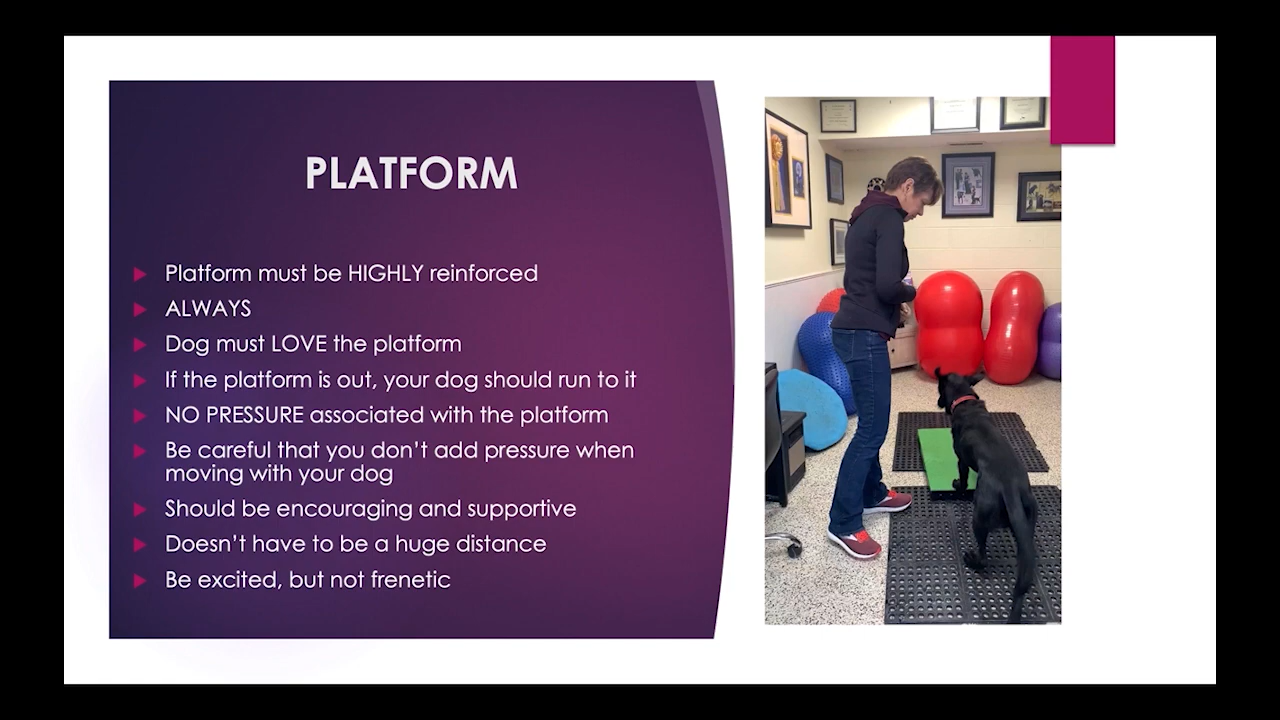 PLATFORM
Platform must be HIGHLY reinforced
ALWAYS
Dog must LOVE the platform
If the platform is out, your dog should run to it
NO PRESSURE associated with the platform
Be careful that you don’t add pressure when
moving with your dog
Should be encouraging and supportive
Doesn’t have to be a huge distance
Be excited, but not frenetic